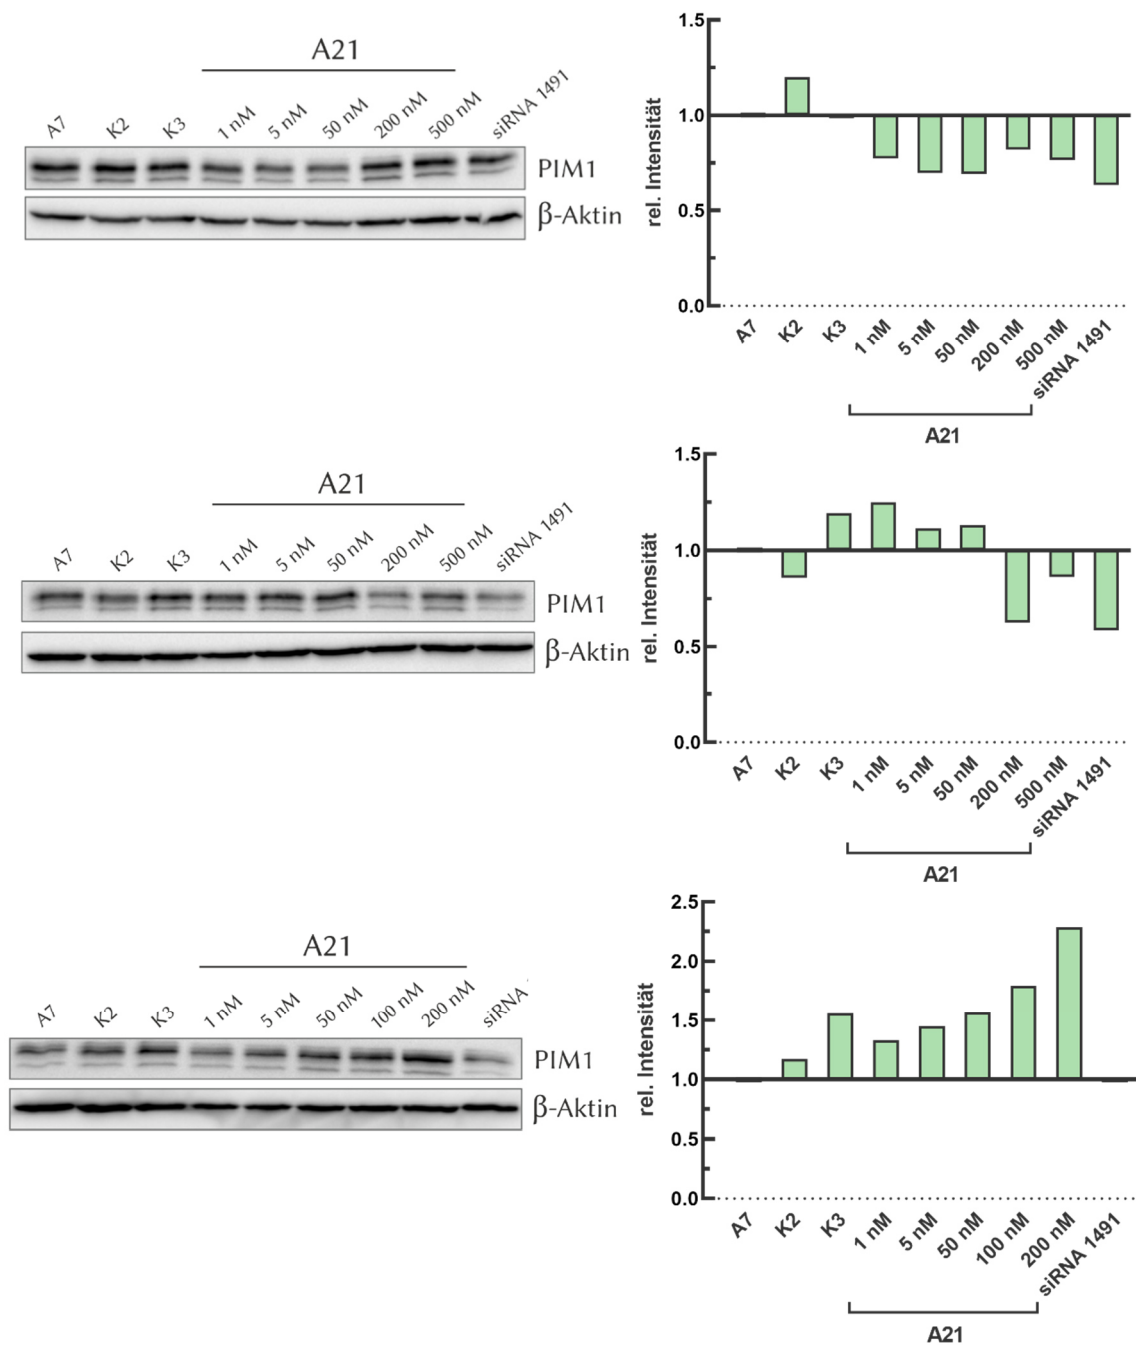 A21
A7 K2 K3 1 nM 5 nM 50 nM 200 nM 500 nM siRNA 1491
PIM1
β-Aktin
1.5
1.0
0.5
0.0
rel. Intensität
A7 K2 K3 1 nM 5 nM 50 nM 200 nM 500 nM siRNA 1491
A21
A21
A7 K2 K3 1 nM 5 nM 50 nM 200 nM 500 nM siRNA 1491
PIM1
β-Aktin
1.5
1.0
0.5
0.0
rel. Intensität
A7 K2 K3 1 nM 5 nM 50 nM 200 nM 500 nM siRNA 1491
A21
A21
A7 K2 K3 1 nM 5 nM 50 nM 100 nM 200 nM siRNA
PIM1
β-Aktin
2.5
2.0
1.5
1.0
0.5
0.0
rel. Intensität
A7 K2 K3 1 nM 5 nM 50 nM 100 nM 200 nM siRNA 1491
A21